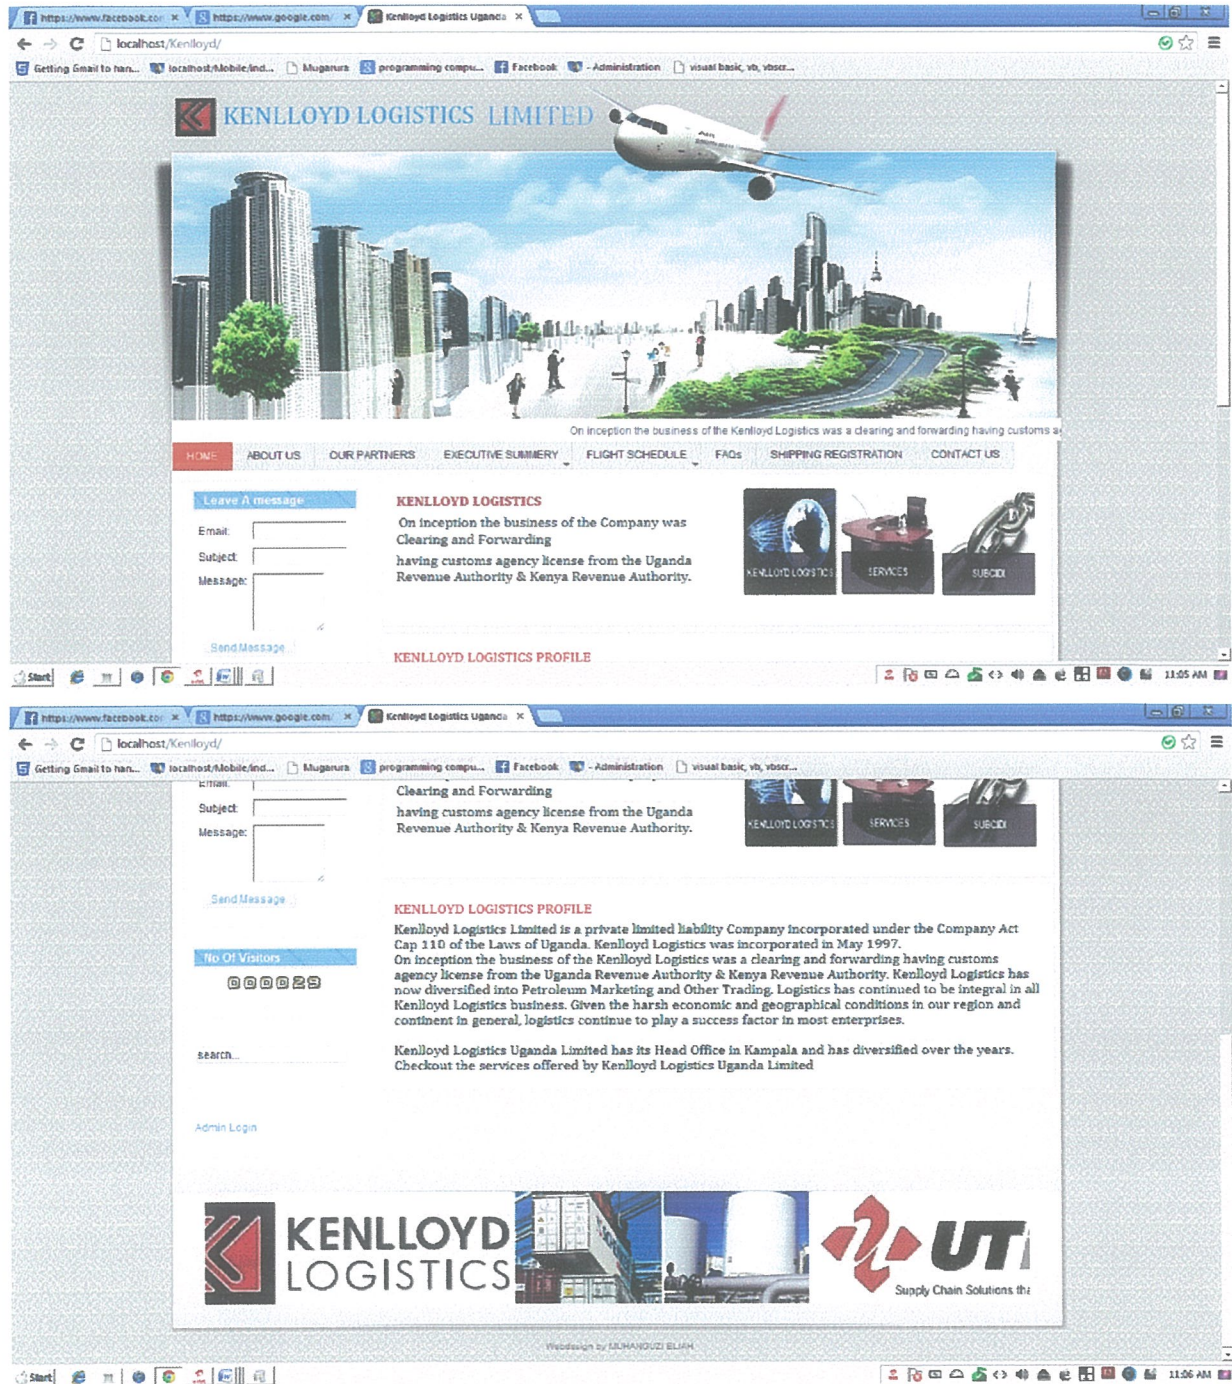 https://www.facebook.com
https://www.google.com/
Kenlloyd Logistics Uganda
localhost/Kenlloyd/
Getting Gmail to han...
localhost/Mobile/ind...
Mugarura
programming compu...
Facebook
- Administration
visual basic, vb, vbscr...
KENLLOYD LOGISTICS LIMITED
On inception the business of the Kenlloyd Logistics was a clearing and forwarding having customs a
HOME
ABOUT US
OUR PARTNERS
EXECUTIVE SUMMERY
FLIGHT SCHEDULE
FAQs
SHIPPING REGISTRATION
CONTACT US
Leave A message
Email:
Subject:
Message:
Send Message
KENLLOYD LOGISTICS
On inception the business of the Company was
Clearing and Forwarding
having customs agency license from the Uganda
Revenue Authority & Kenya Revenue Authority.
KENLLOYD LOGISTICS
SERVICES
SUBCIDI
KENLLOYD LOGISTICS PROFILE
Start
11:05 AM
https://www.facebook.com
https://www.google.com/
Kenlloyd Logistics Uganda
localhost/Kenlloyd/
Getting Gmail to han...
localhost/Mobile/ind...
Mugarura
programming compu...
Facebook
- Administration
visual basic, vb, vbscr...
Email:
Subject:
Message:
Send Message
Clearing and Forwarding
having customs agency license from the Uganda
Revenue Authority & Kenya Revenue Authority.
KENLLOYD LOGISTICS
SERVICES
SUBCIDI
No Of Visitors
000029
search...
Admin Login
KENLLOYD LOGISTICS PROFILE
Kenlloyd Logistics Limited is a private limited liability Company incorporated under the Company Act
Cap 110 of the Laws of Uganda. Kenlloyd Logistics was incorporated in May 1997.
On inception the business of the Kenlloyd Logistics was a clearing and forwarding having customs
agency license from the Uganda Revenue Authority & Kenya Revenue Authority. Kenlloyd Logistics has
now diversified into Petroleum Marketing and Other Trading. Logistics has continued to be integral in all
Kenlloyd Logistics business. Given the harsh economic and geographical conditions in our region and
continent in general, logistics continue to play a success factor in most enterprises.
Kenlloyd Logistics Uganda Limited has its Head Office in Kampala and has diversified over the years.
Checkout the services offered by Kenlloyd Logistics Uganda Limited
KENLLOYD
LOGISTICS
UTi
Supply Chain Solutions tha
Webdesign by MUHANGUZI ELIAH
Start
11:06 AM